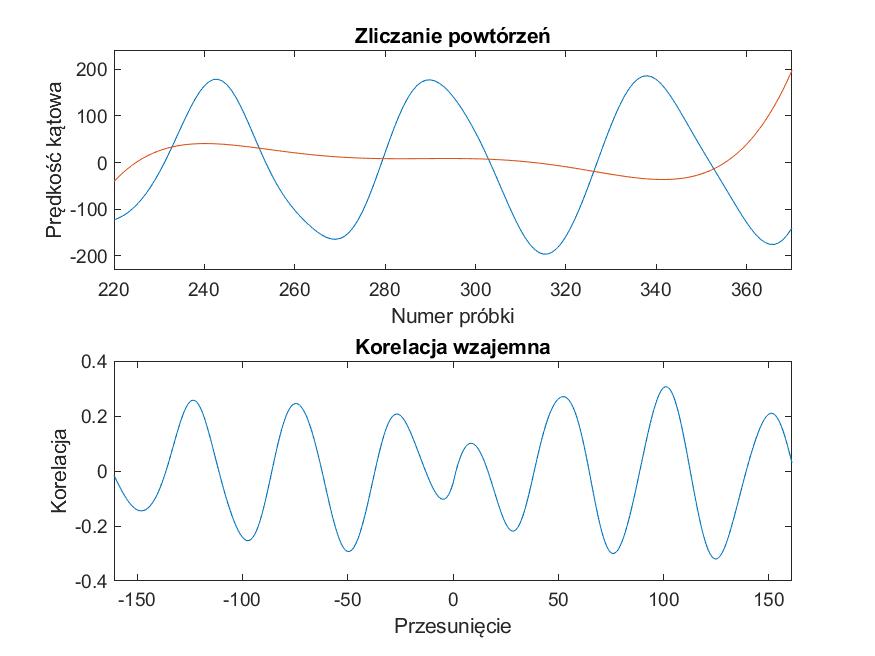 Zliczanie powtórzeń
Prędkość kątowa
200
100
0
-100
-200
220 240 260 280 300 320 340 360
Numer próbki
Korelacja wzajemna
Korelacja
0.4
0.2
0
-0.2
-0.4
-150 -100 -50 0 50 100 150
Przesunięcie